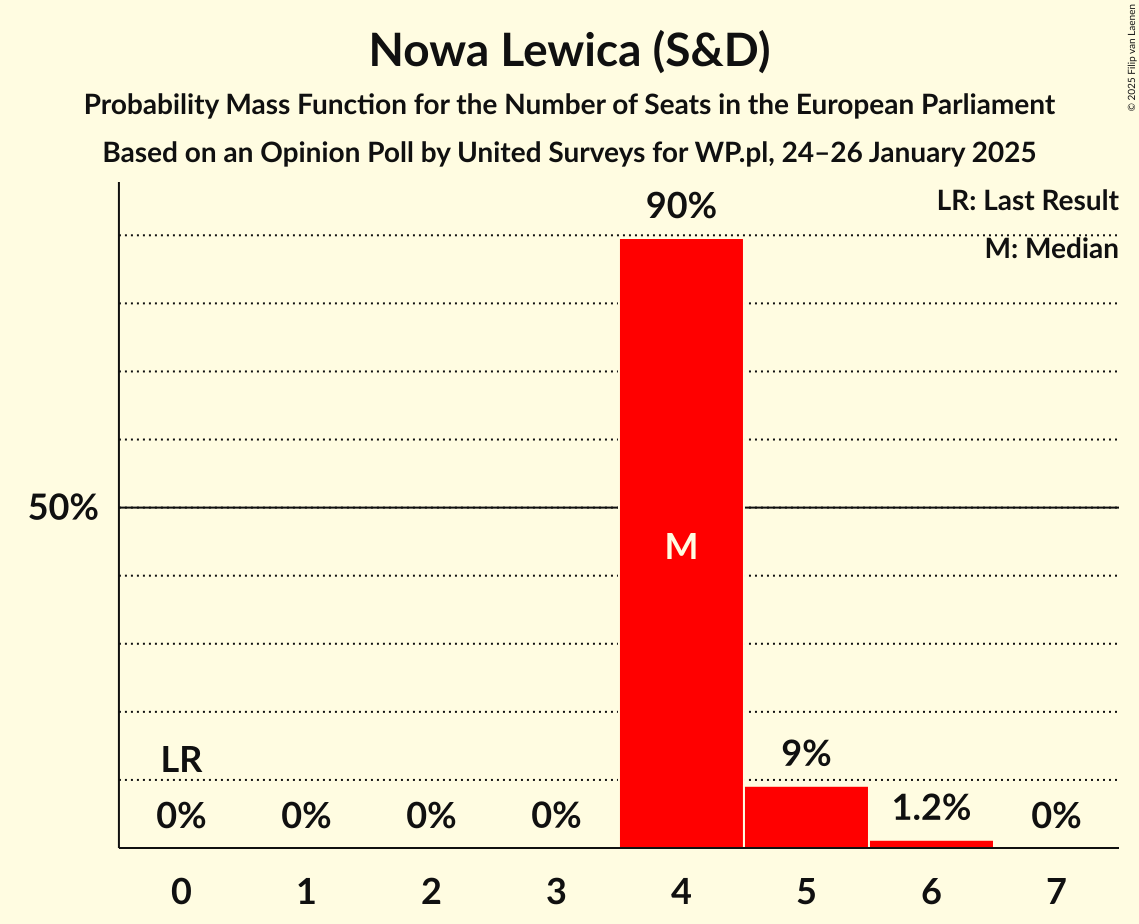 Nowa Lewica (S&D)
Probability Mass Function for the Number of Seats in the European Parliament
Based on an Opinion Poll by United Surveys for WP.pl, 24–26 January 2025
© 2025 Filip van Laenen
LR: Last Result
M: Median
90%
50%
M
LR
9%
0% 0% 0% 0% 1.2% 0%
0 1 2 3 4 5 6 7